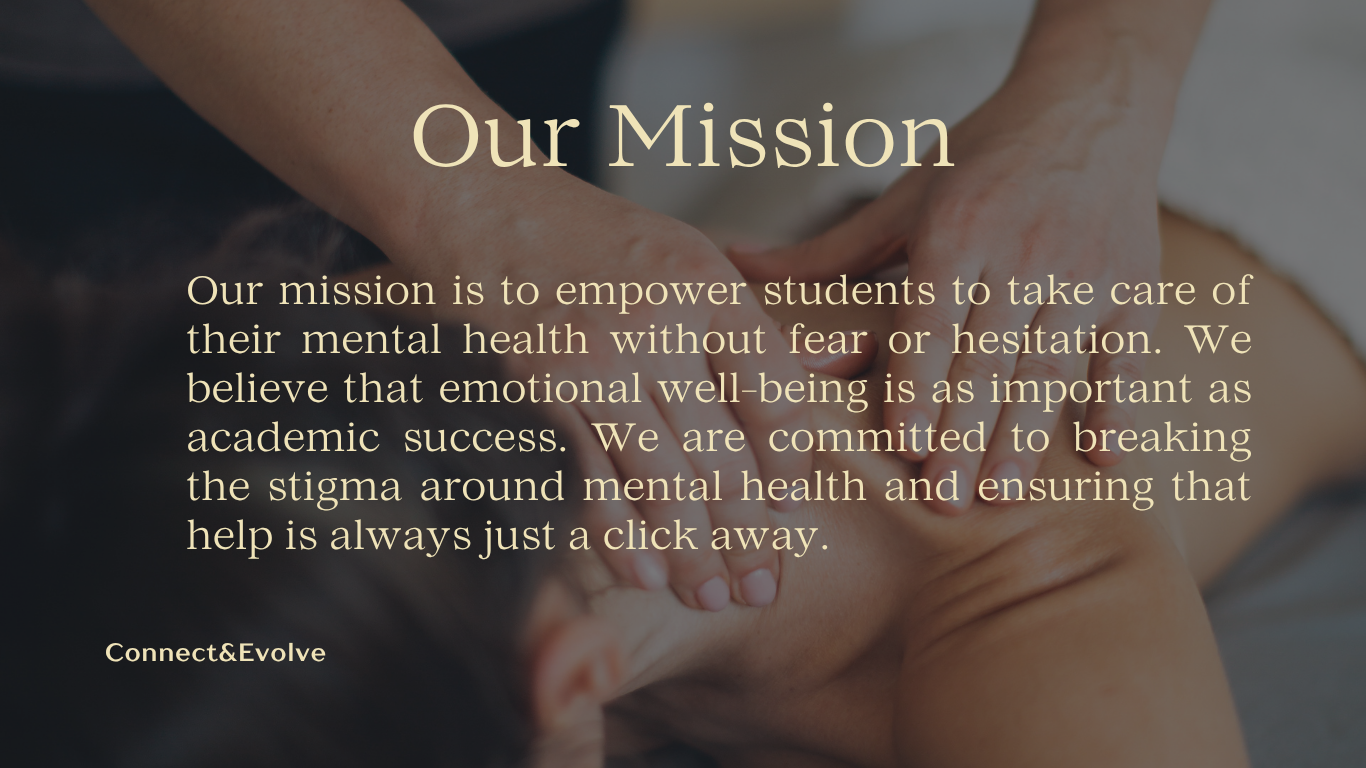 Our Mission
Our mission is to empower students to take care of
their mental health without fear or hesitation. We
believe that emotional well-being is as important as
academic success. We are committed to breaking
the stigma around mental health and ensuring that
help is always just a click away.
Connect&Evolve